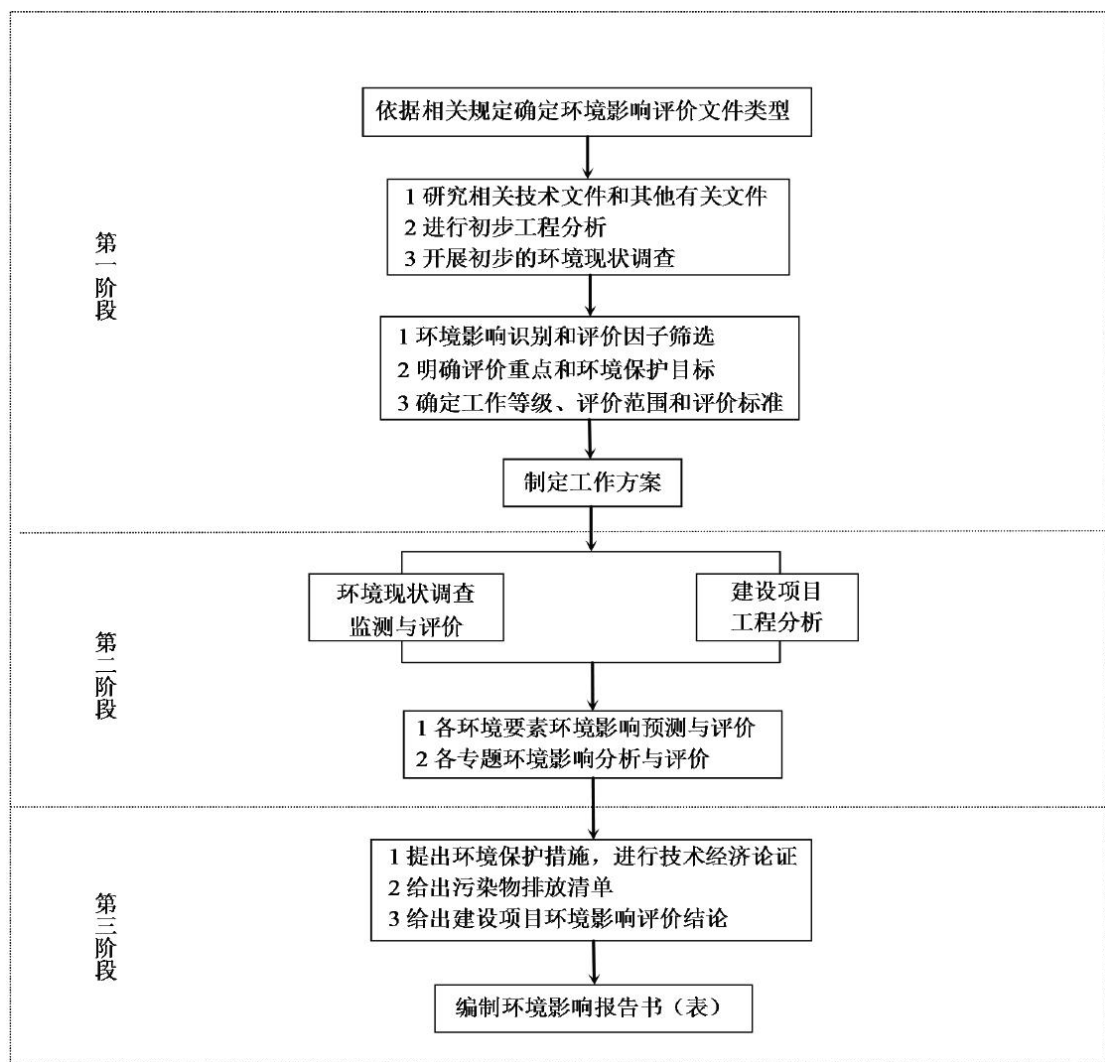 依据相关规定确定环境影响评价文件类型
1 研究相关技术文件和其他有关文件
2 进行初步工程分析
3 开展初步的环境现状调查
第一阶段
1 环境影响识别和评价因子筛选
2 明确评价重点和环境保护目标
3 确定工作等级、评价范围和评价标准
制定工作方案
环境现状调查
监测与评价
建设项目
工程分析
第二阶段
1 各环境要素环境影响预测与评价
2 各专题环境影响分析与评价
1 提出环境保护措施，进行技术经济论证
2 给出污染物排放清单
3 给出建设项目环境影响评价结论
第三阶段
编制环境影响报告书（表）